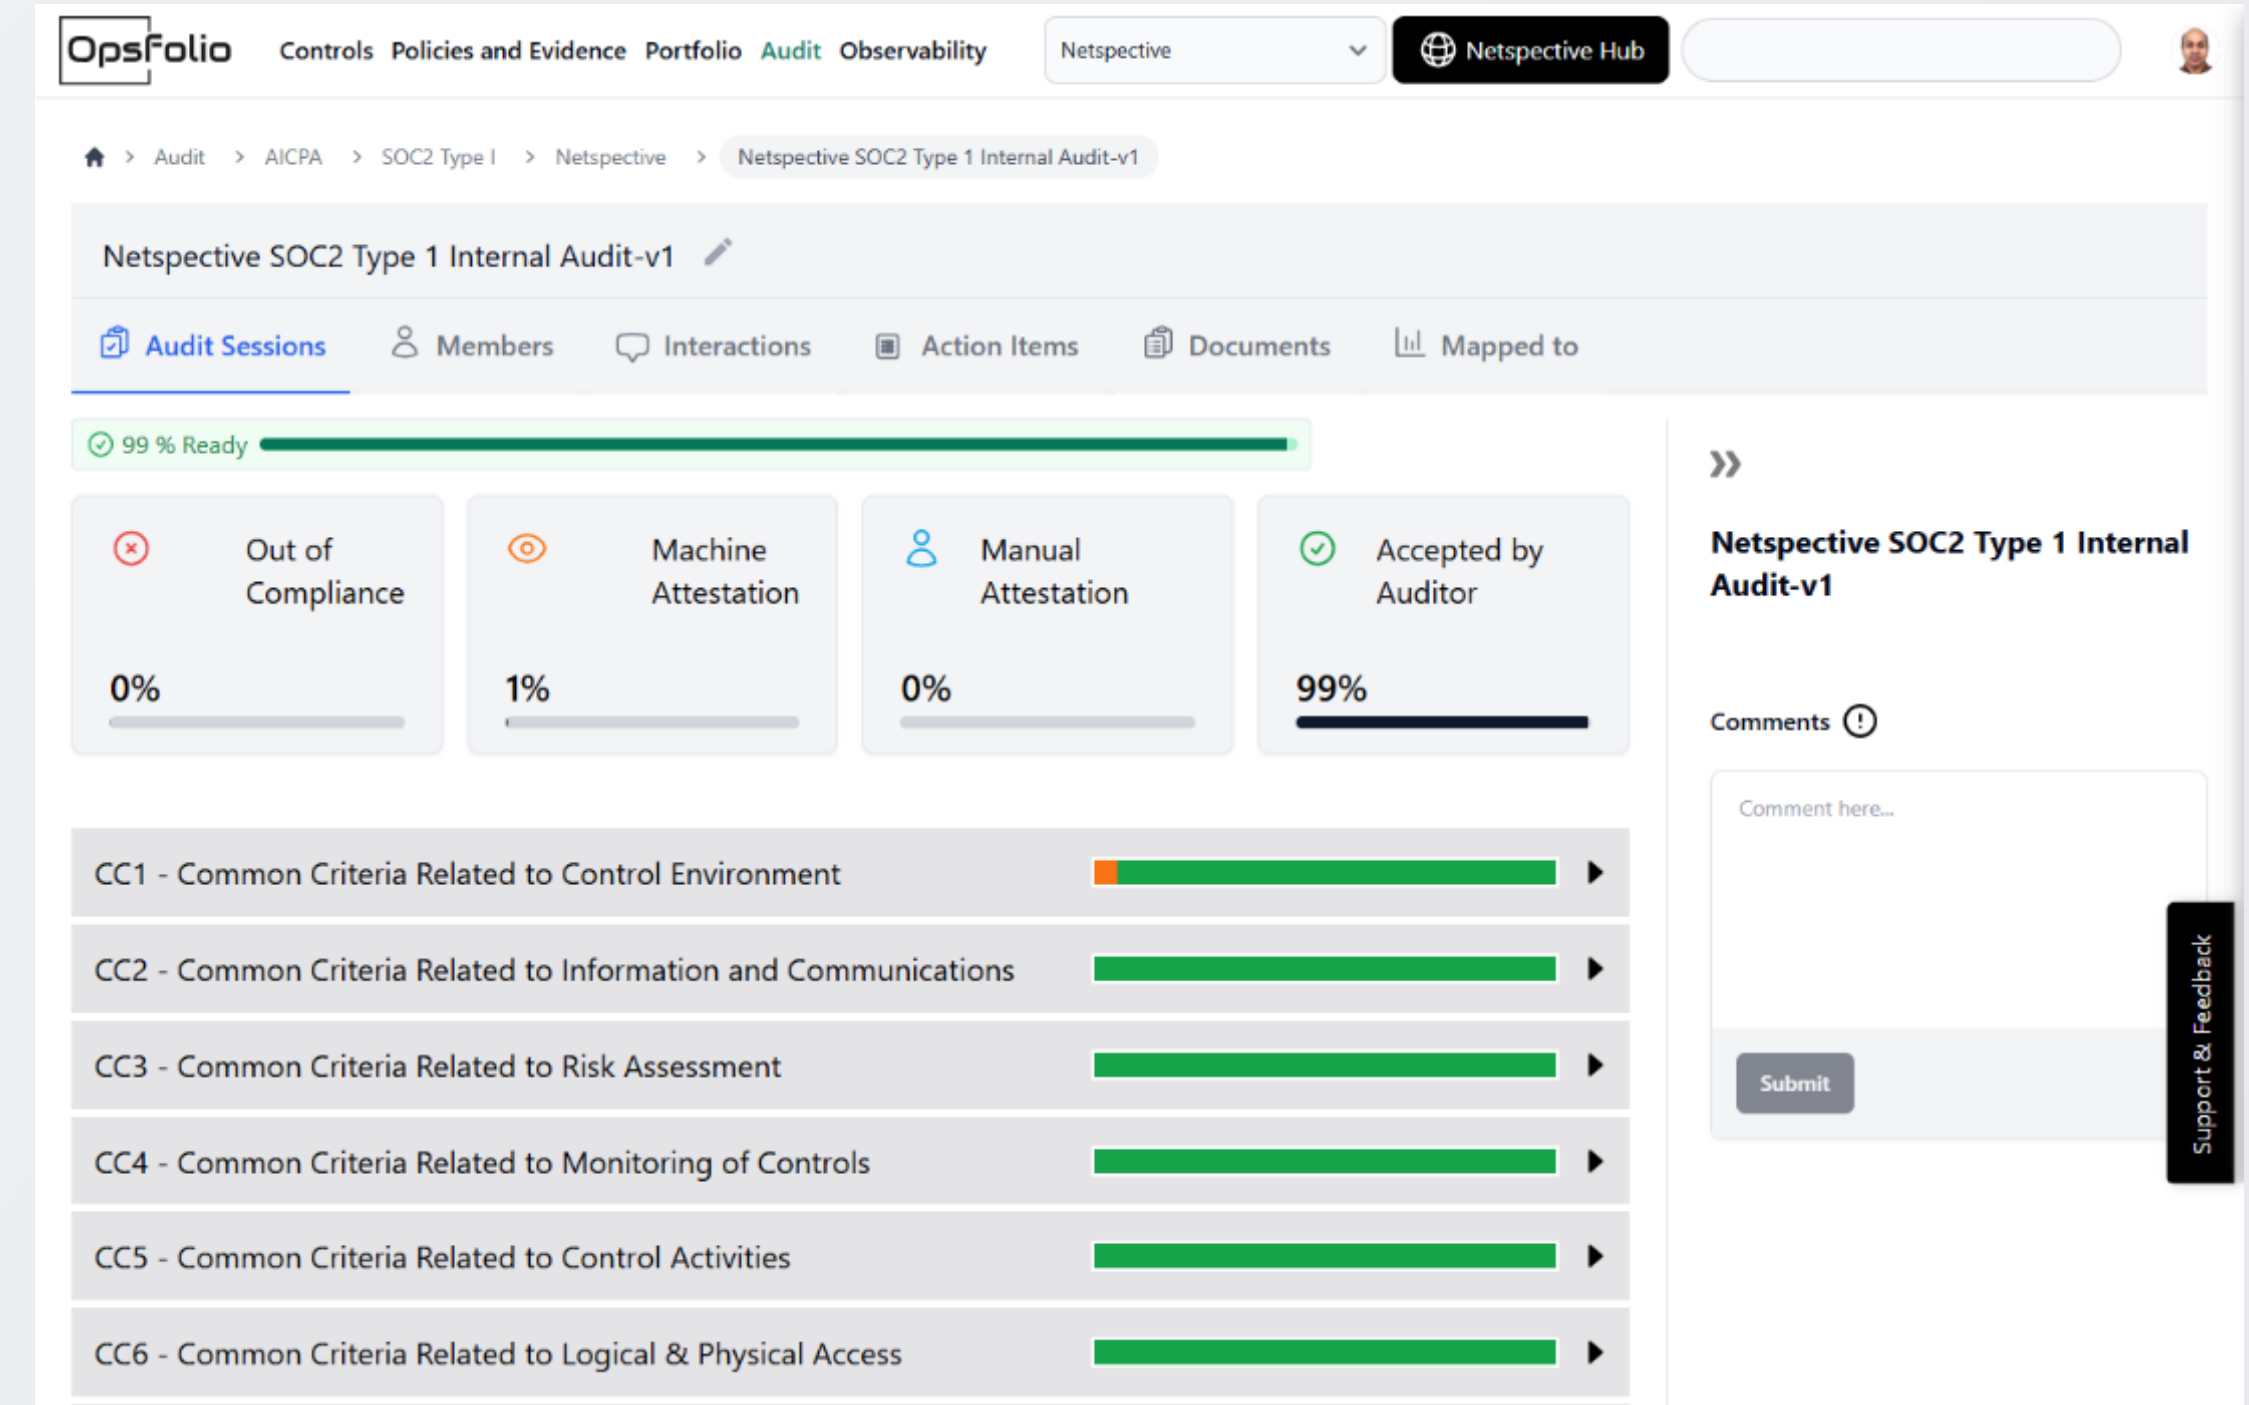 OpsFolio Controls Policies and Evidence Portfolio Audit Observability Netspective Netspective Hub
Audit > AICPA > SOC2 Type I > Netspective > Netspective SOC2 Type 1 Internal Audit-v1
Netspective SOC2 Type 1 Internal Audit-v1
Audit Sessions Members Interactions Action Items Documents Mapped to
99 % Ready
Out of
Compliance
0%
Machine
Attestation
1%
Manual
Attestation
0%
Accepted by
Auditor
99%
CC1 - Common Criteria Related to Control Environment
CC2 - Common Criteria Related to Information and Communications
CC3 - Common Criteria Related to Risk Assessment
CC4 - Common Criteria Related to Monitoring of Controls
CC5 - Common Criteria Related to Control Activities
CC6 - Common Criteria Related to Logical & Physical Access
Netspective SOC2 Type 1 Internal
Audit-v1
Comments
Comment here...
Submit
Support & Feedback